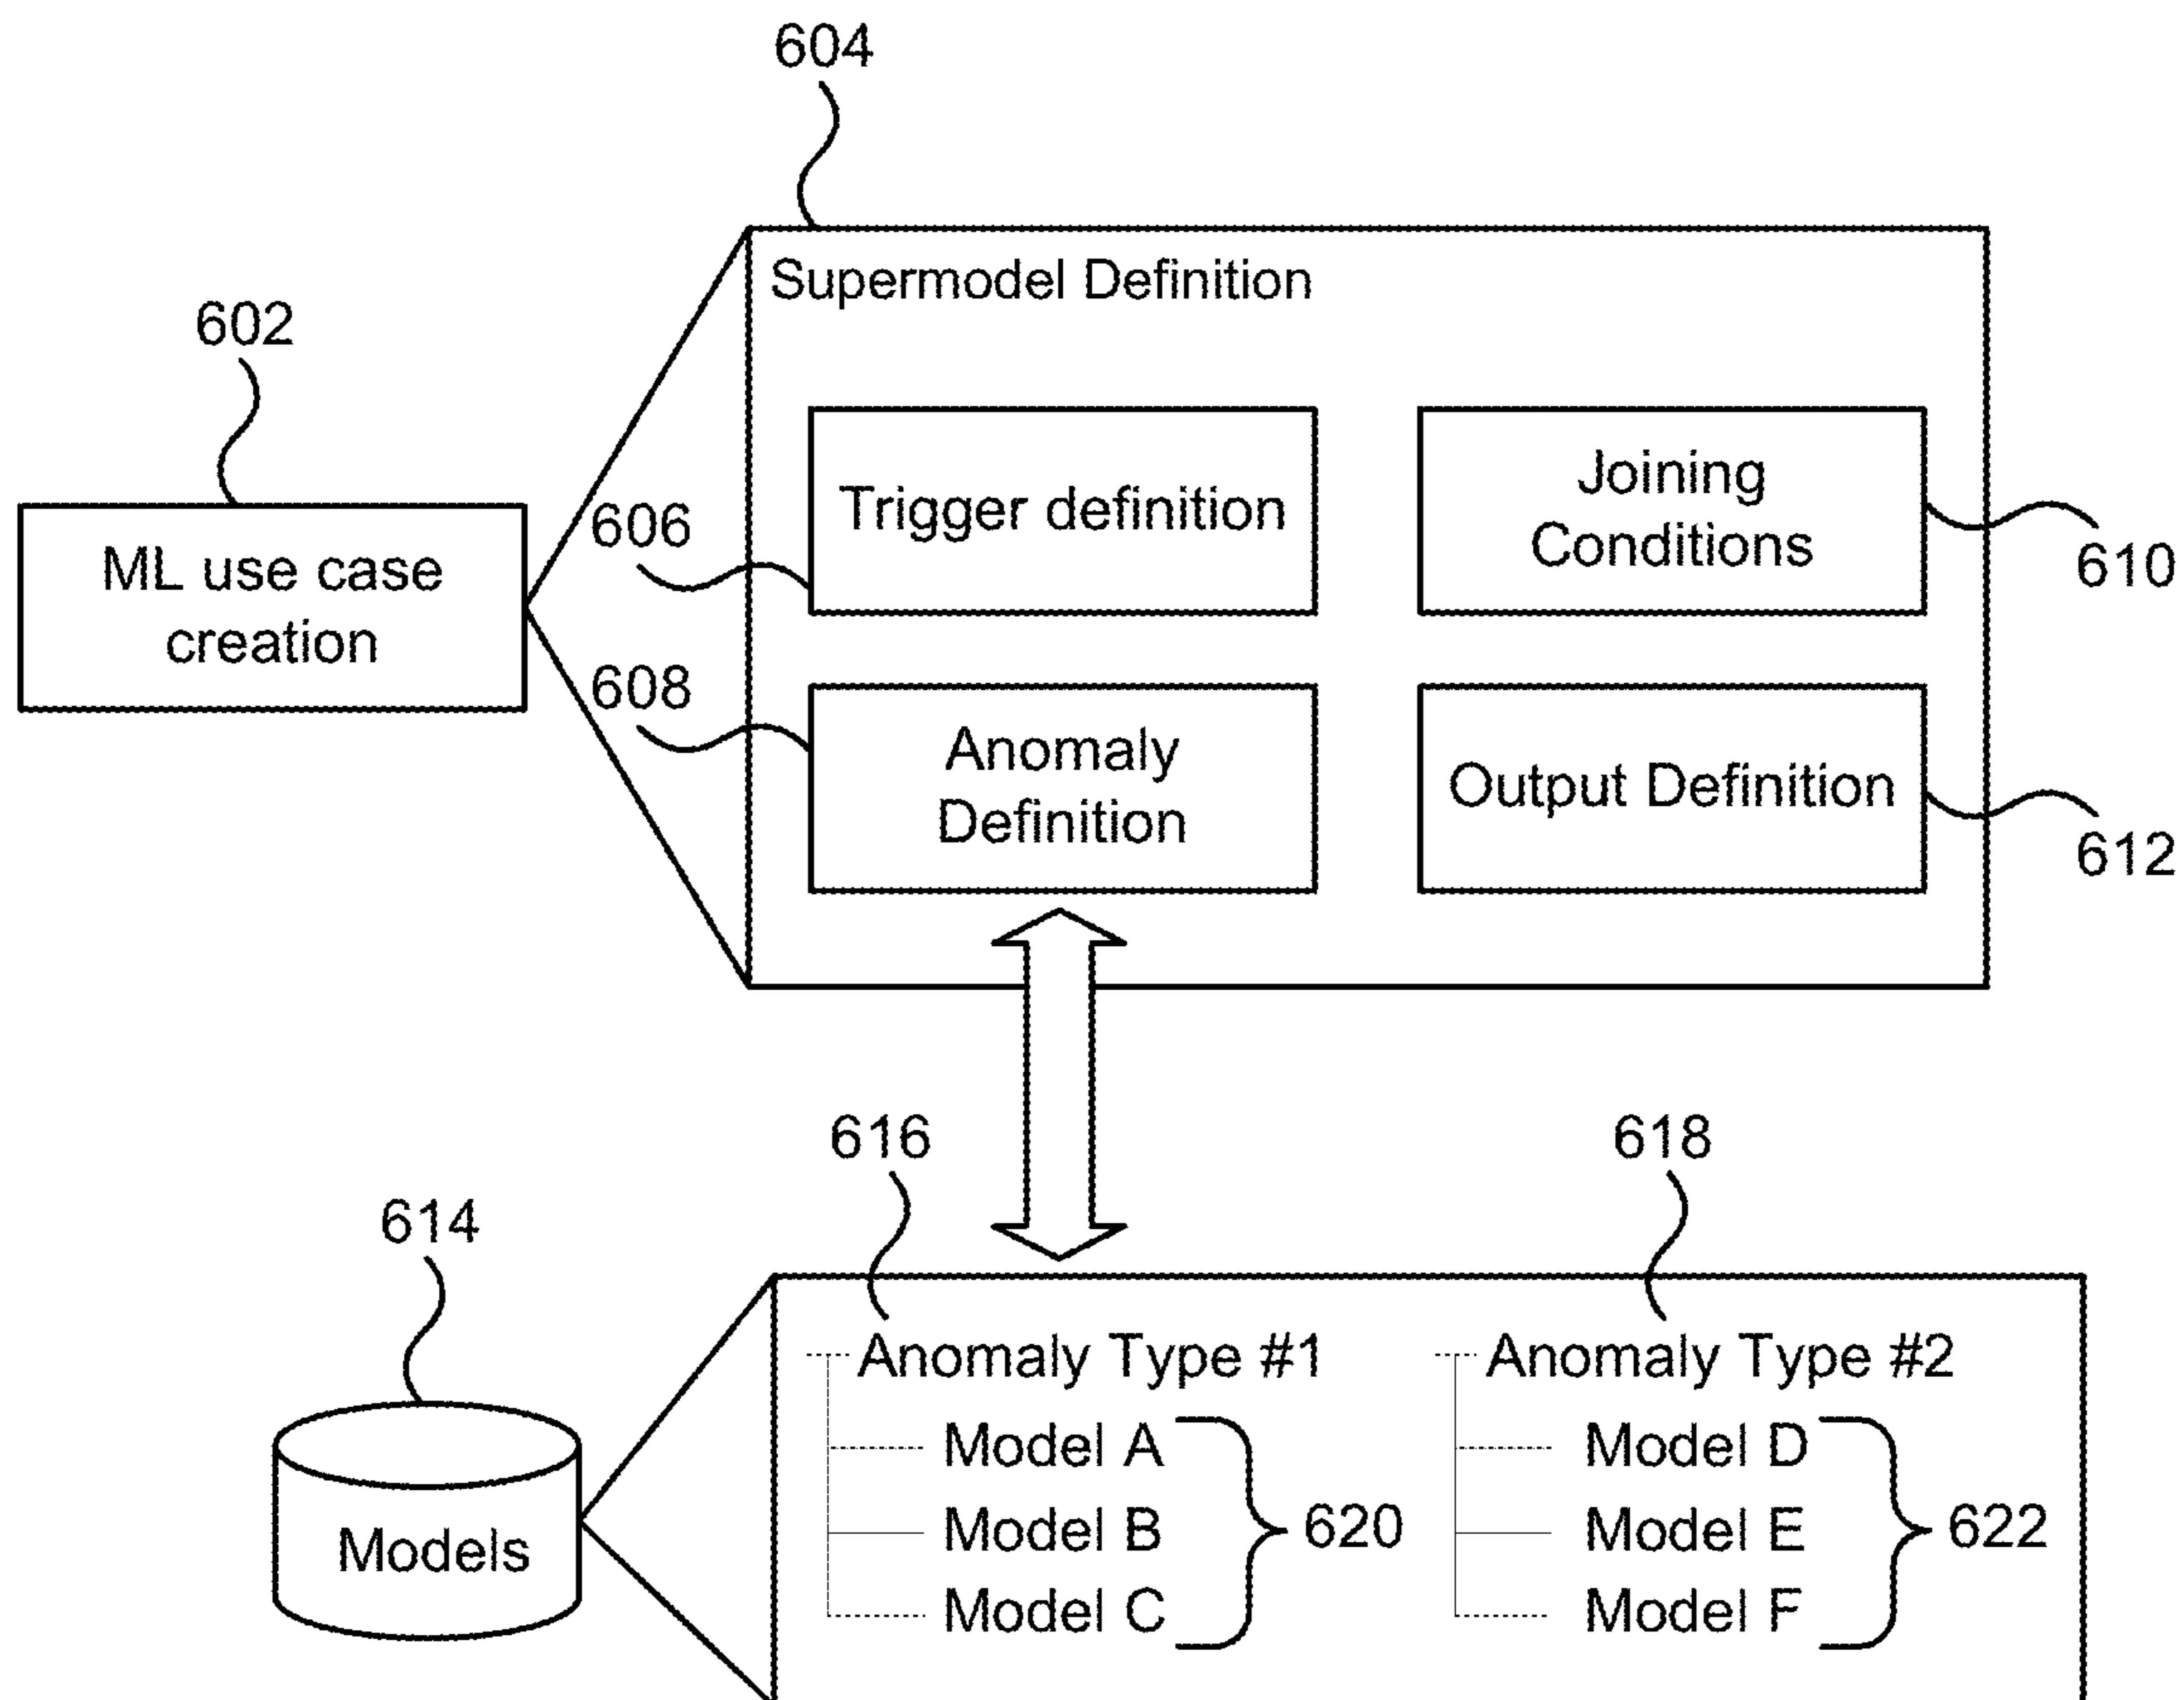 604
Supermodel Definition
602
ML use case
creation
606
Trigger definition
Joining
Conditions
610
608
Anomaly
Definition
Output Definition
612
616
618
614
Anomaly Type #1
Anomaly Type #2
Models
Model A
Model B
Model C
620
Model D
Model E
Model F
622